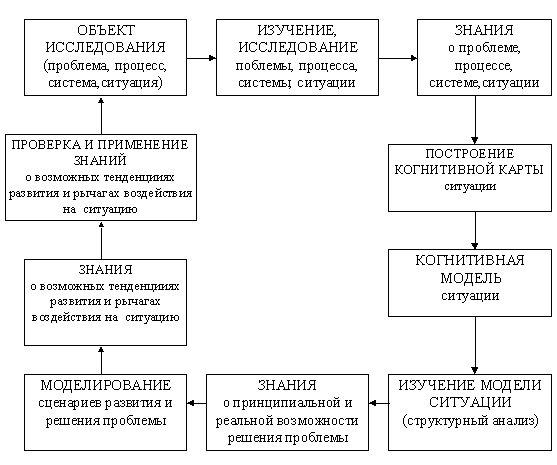 ОБЪЕКТ
ИССЛЕДОВАНИЯ
(проблема, процесс,
система,ситуация)
ИЗУЧЕНИЕ,
ИССЛЕДОВАНИЕ
поблемы, процесса,
системы, ситуации
ЗНАНИЯ
о проблеме,
процессе,
системе,ситуации
ПОСТРОЕНИЕ
КОГНИТИВНОЙ КАРТЫ
ситуации
КОГНИТИВНАЯ
МОДЕЛЬ
ситуации
ИЗУЧЕНИЕ МОДЕЛИ
СИТУАЦИИ
(структурный анализ)
ЗНАНИЯ
о принципиальной и
реальной возможности
решения проблемы
МОДЕЛИРОВАНИЕ
сценариев развития и
решения проблемы
ЗНАНИЯ
о возможных тенденцииях
развития и рычагах
воздействия на ситуацию
ПРОВЕРКА И ПРИМЕНЕНИЕ
ЗНАНИЙ
о возможных тенденцииях
развития и рычагах воздействия
на ситуацию